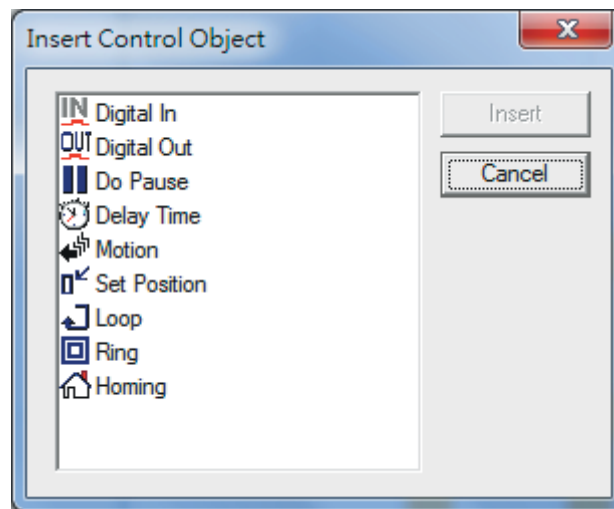 Insert Control Object
IN Digital In
OUT Digital Out
Do Pause
Delay Time
Motion
Set Position
Loop
Ring
Homing
Insert
Cancel